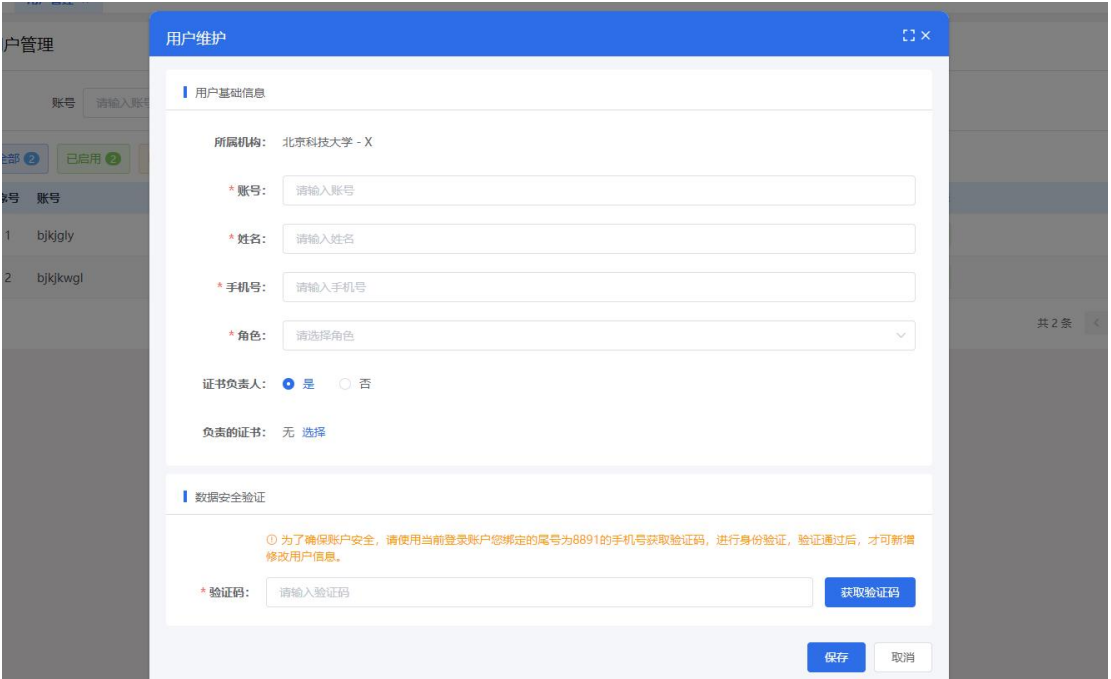 用户维护
户管理
用户基础信息
账号 请输入账号
所属机构： 北京科技大学 - X
全部 2 已启用 2
* 账号： 请输入账号
序号 账号
1 bjkjgly
* 姓名： 请输入姓名
2 bjkjkwgl
* 手机号： 请输入手机号
共 2 条
* 角色： 请选择角色
证书负责人： 是 否
负责的证书： 无 选择
数据安全验证
为了确保账户安全，请使用当前登录账户您绑定的尾号为8891的手机号获取验证码，进行身份验证，验证通过后，才可新增
修改用户信息。
* 验证码： 请输入验证码 获取验证码
保存 取消